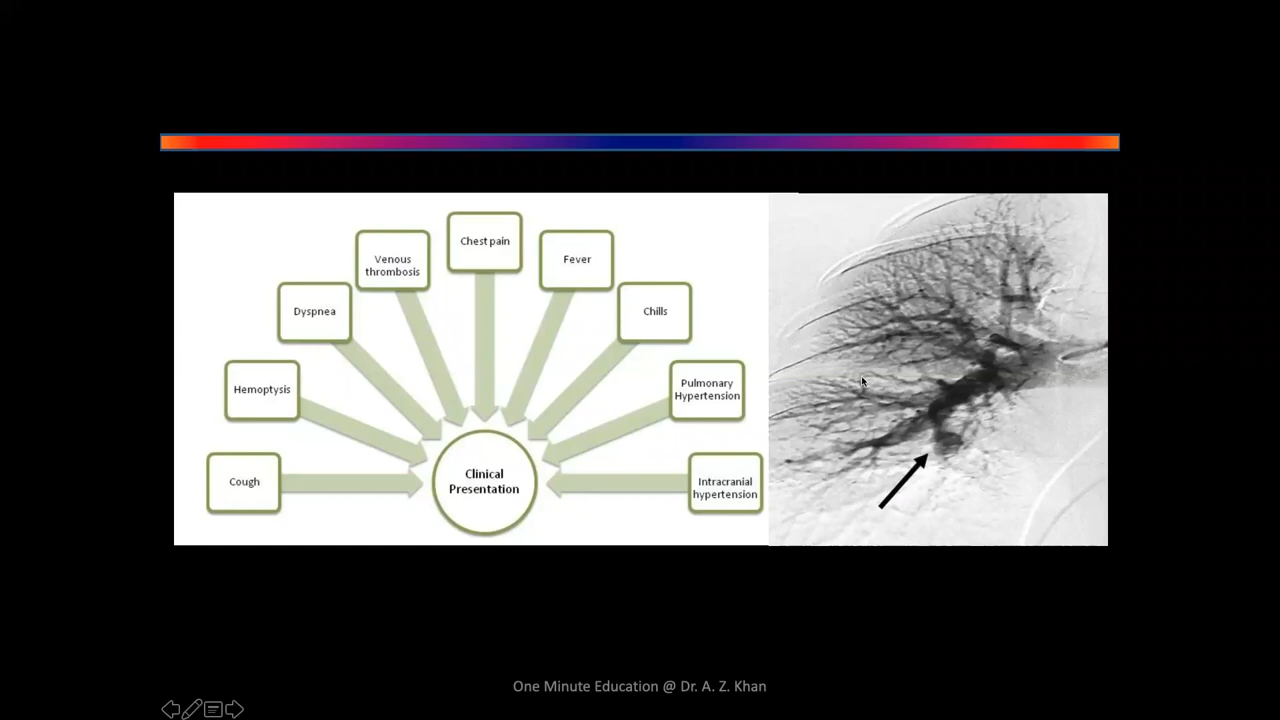 Chest pain
Venous
thrombosis
Fever
Dyspnea
Chills
Hemoptysis
Pulmonary
Hypertension
Cough
Clinical
Presentation
Intracranial
hypertension
One Minute Education @ Dr. A. Z. Khan